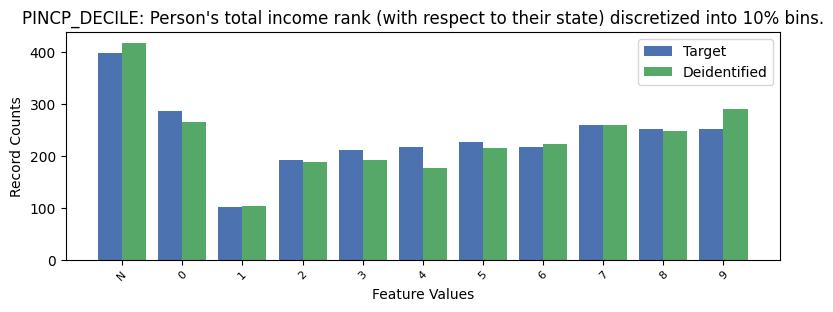 PINCP_DECILE: Person's total income rank (with respect to their state) discretized into 10% bins.
Target
Deidentified
Record Counts
400
300
200
100
0
N 0 1 2 3 4 5 6 7 8 9
Feature Values